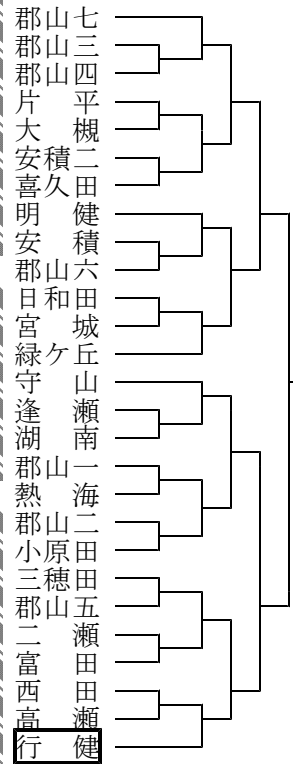 郡山七
郡山三
郡山四
片平
大槻
安積二
喜久田
明健
安積
郡山六
日和田
宮城
緑ケ丘
守山
逢瀬
湖南
郡山一
熱海
郡山二
小原田
三穂田
郡山五
二瀬
富田
西田
高瀬
行健